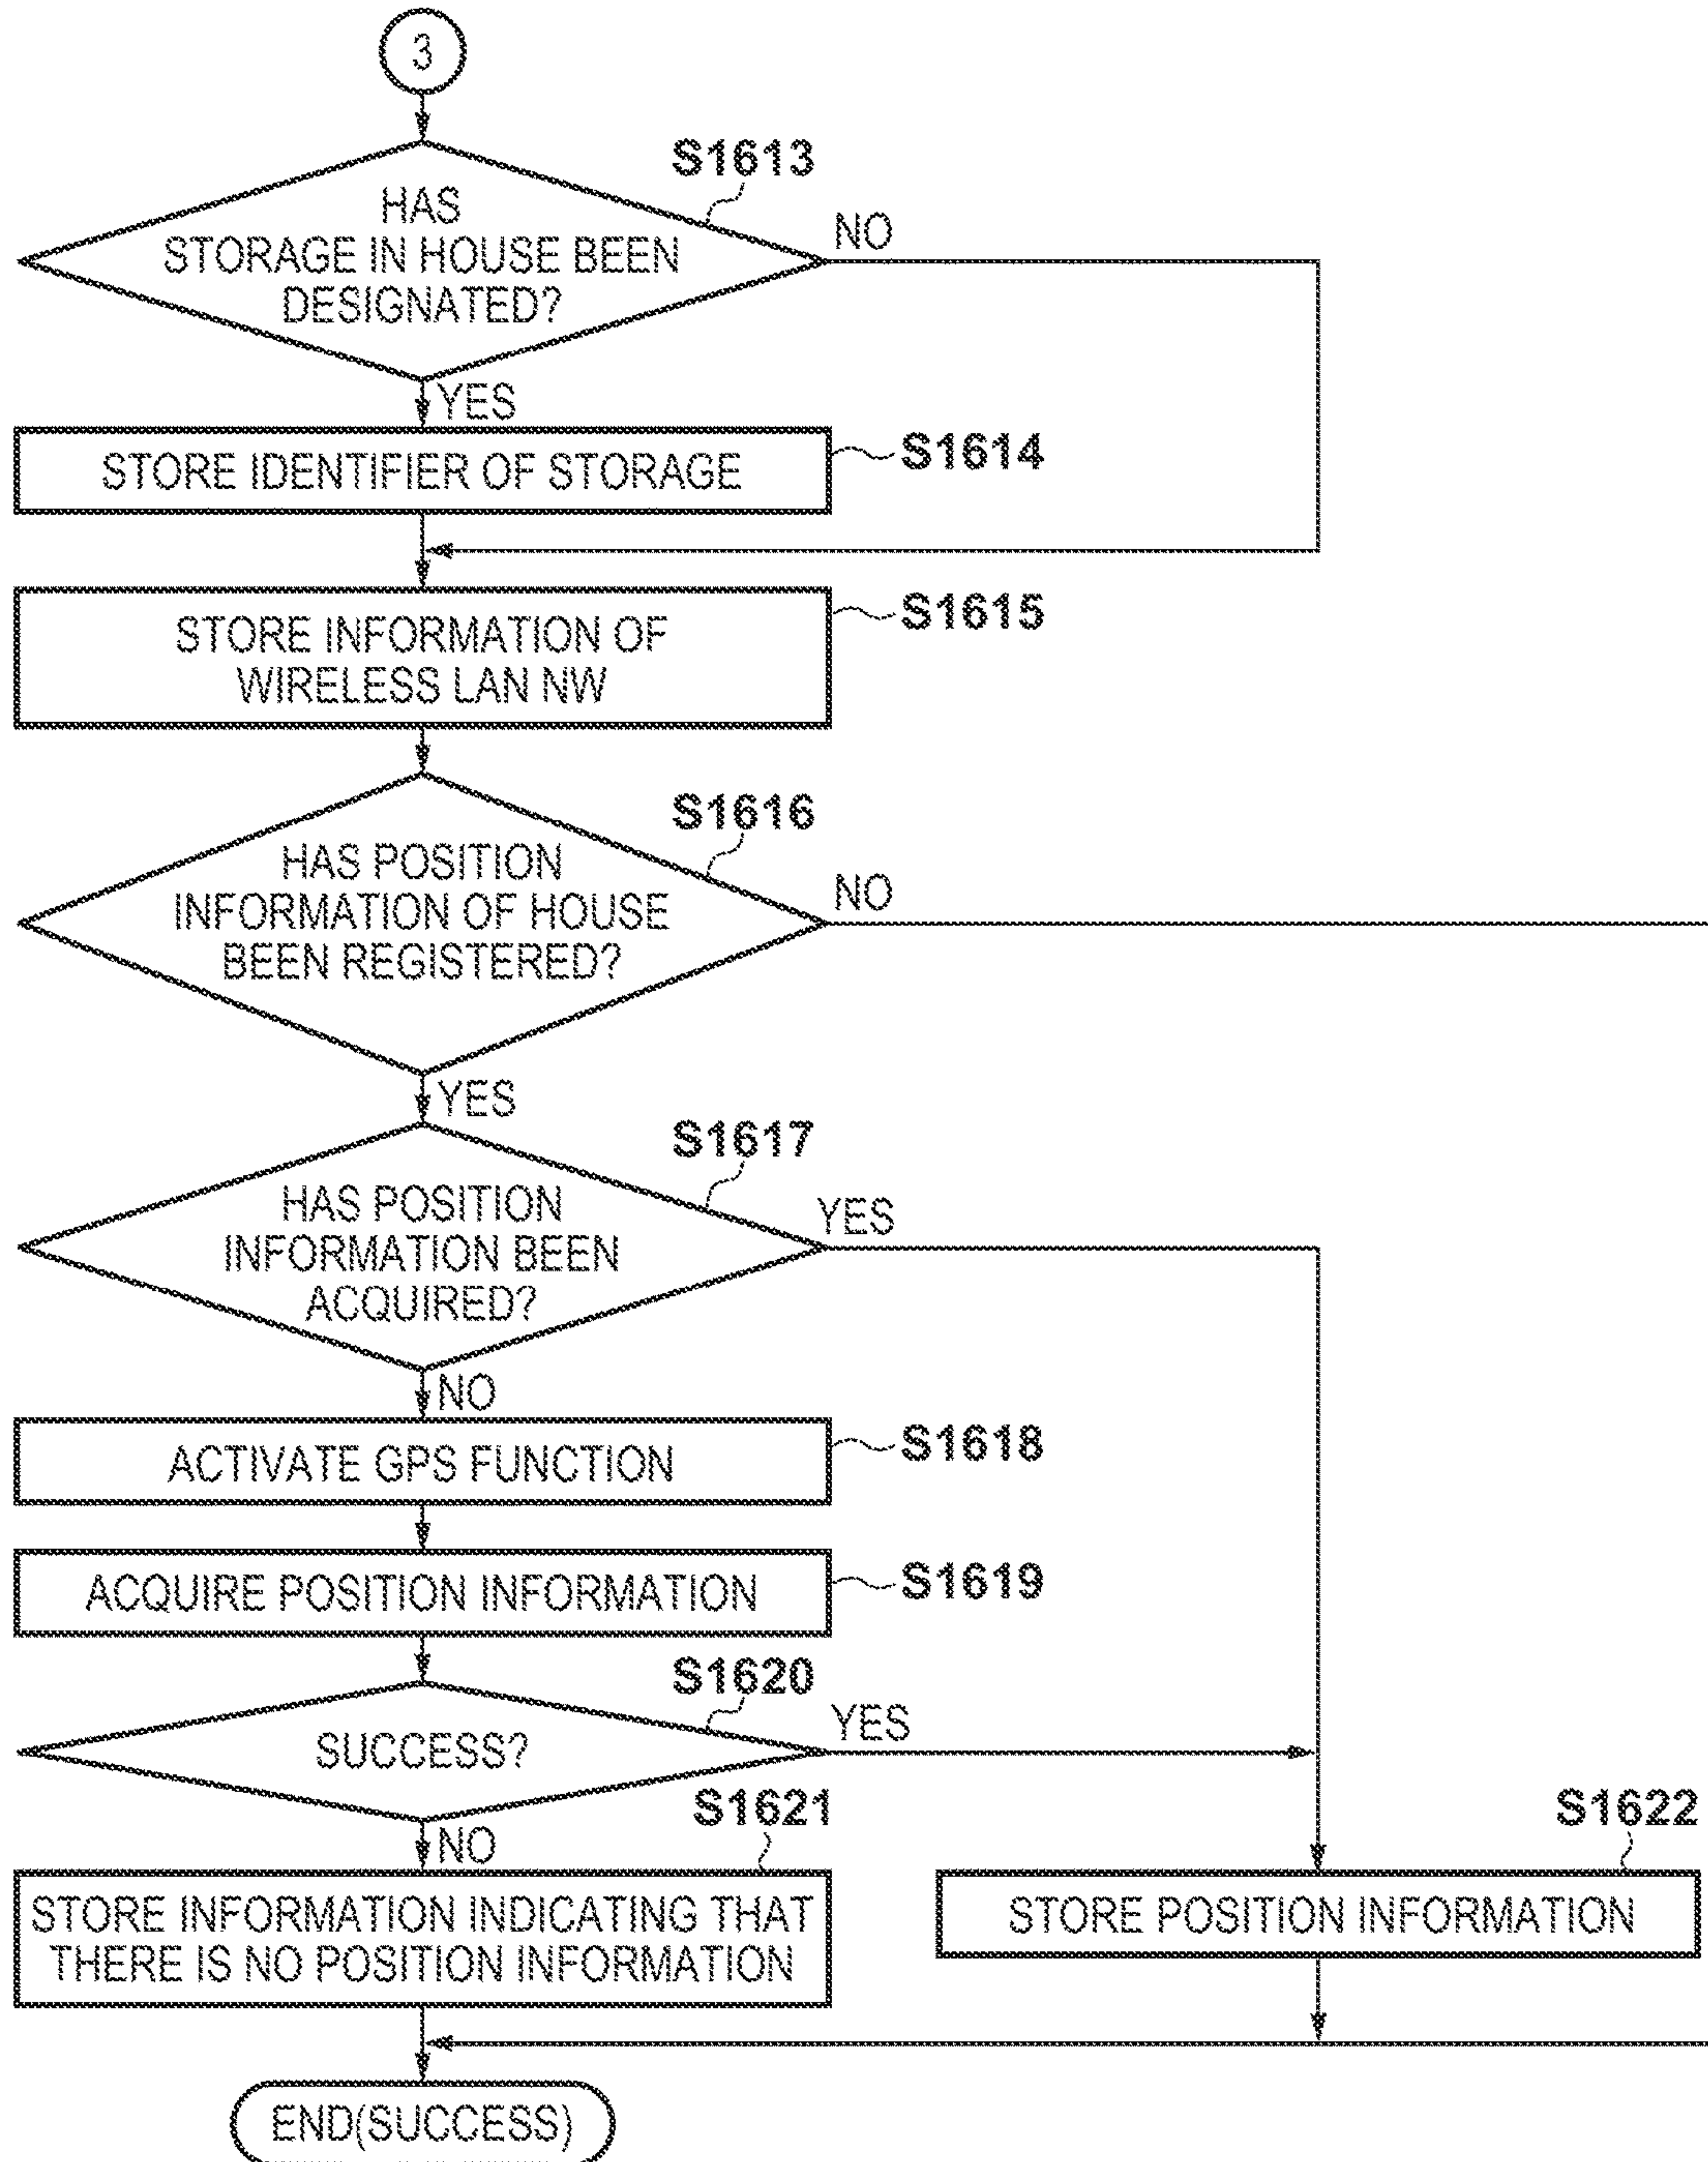 3
S1613
HAS
STORAGE IN HOUSE BEEN
DESIGNATED?
NO
YES
STORE IDENTIFIER OF STORAGE
S1614
STORE INFORMATION OF
WIRELESS LAN NW
S1615
S1616
HAS POSITION
INFORMATION OF HOUSE
BEEN REGISTERED?
NO
YES
S1617
HAS POSITION
INFORMATION BEEN
ACQUIRED?
YES
NO
ACTIVATE GPS FUNCTION
S1618
ACQUIRE POSITION INFORMATION
S1619
S1620
SUCCESS?
YES
NO
S1621
STORE INFORMATION INDICATING THAT
THERE IS NO POSITION INFORMATION
S1622
STORE POSITION INFORMATION
END(SUCCESS)